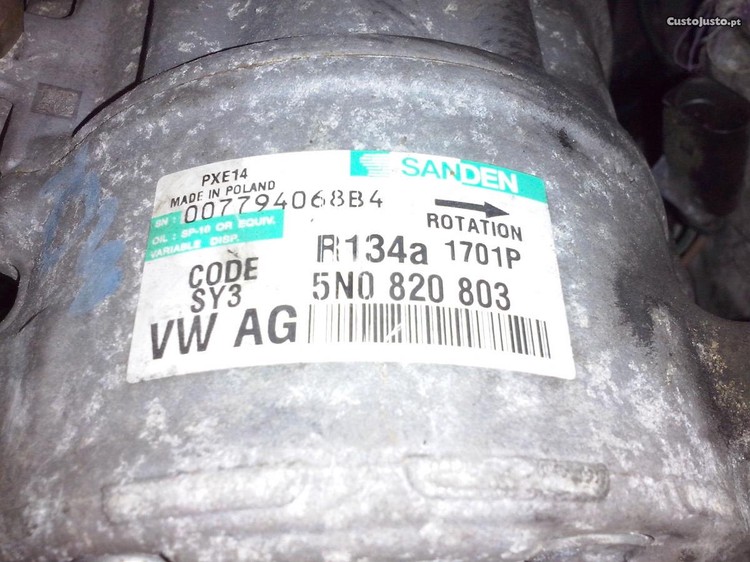 CustoJusto.pt
SANDEN
PXE14
MADE IN POLAND
SN : 007794068B4
OIL : SP-10 OR EQUIV.
VARIABLE DISP.
ROTATION
R134a 1701P
CODE
SY3
5N0 820 803
VW AG